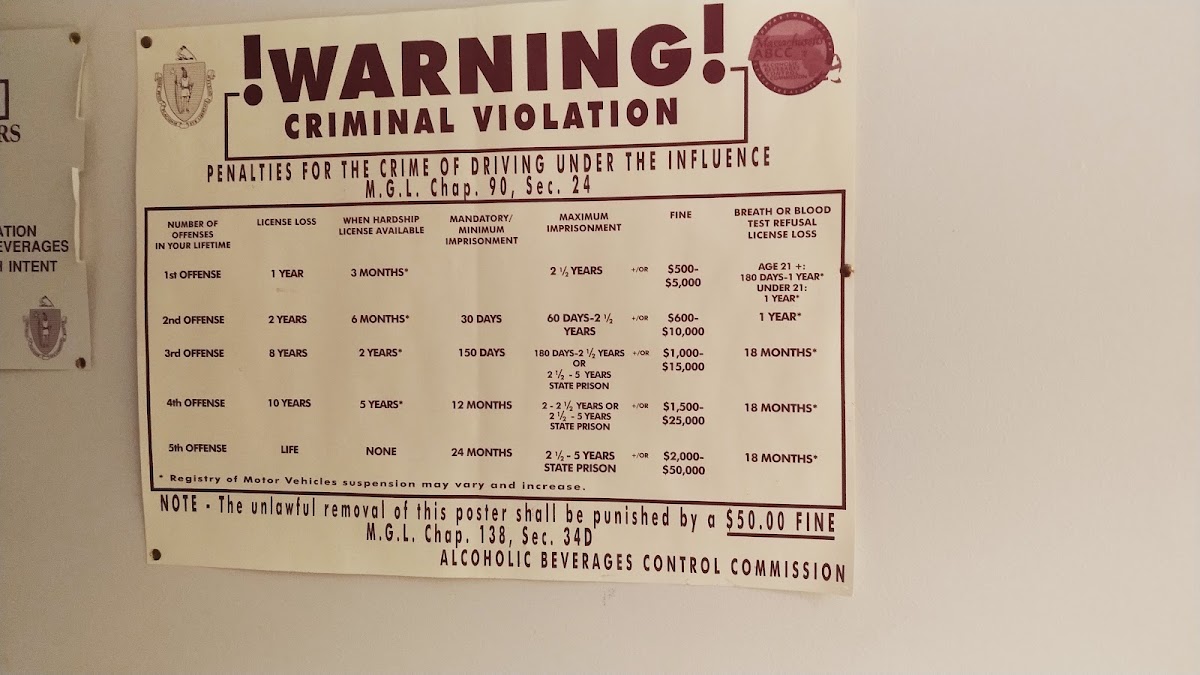 RS
ATION
EVERAGES
INTENT
!WARNING!
CRIMINAL VIOLATION
Massachusetts
ABCC
PENALTIES FOR THE CRIME OF DRIVING UNDER THE INFLUENCE
M.G.L. Chap. 90, Sec. 24
NUMBER OF
OFFENSES
IN YOUR LIFETIME
LICENSE LOSS
WHEN HARDSHIP
LICENSE AVAILABLE
MANDATORY/
MINIMUM
IMPRISONMENT
MAXIMUM
IMPRISONMENT
FINE
BREATH OR BLOOD
TEST REFUSAL
LICENSE LOSS
1st OFFENSE 1 YEAR 3 MONTHS* 2 ½ YEARS +/OR $500-
$5,000
AGE 21 +:
180 DAYS-1 YEAR*
UNDER 21:
1 YEAR*
2nd OFFENSE 2 YEARS 6 MONTHS* 30 DAYS 60 DAYS-2 ½ +/OR $600- 1 YEAR*
YEARS $10,000
3rd OFFENSE 8 YEARS 2 YEARS* 150 DAYS 180 DAYS-2 ½ YEARS +/OR $1,000- 18 MONTHS*
OR $15,000
2 ½ - 5 YEARS
STATE PRISON
4th OFFENSE 10 YEARS 5 YEARS* 12 MONTHS 2 - 2 ½ YEARS OR +/OR $1,500- 18 MONTHS*
2 ½ - 5 YEARS $25,000
STATE PRISON
5th OFFENSE LIFE NONE 24 MONTHS 2 ½ - 5 YEARS +/OR $2,000- 18 MONTHS*
STATE PRISON $50,000
* Registry of Motor Vehicles suspension may vary and increase.
NOTE - The unlawful removal of this poster shall be punished by a $50.00 FINE
M.G.L. Chap. 138, Sec. 34D
ALCOHOLIC BEVERAGES CONTROL COMMISSION